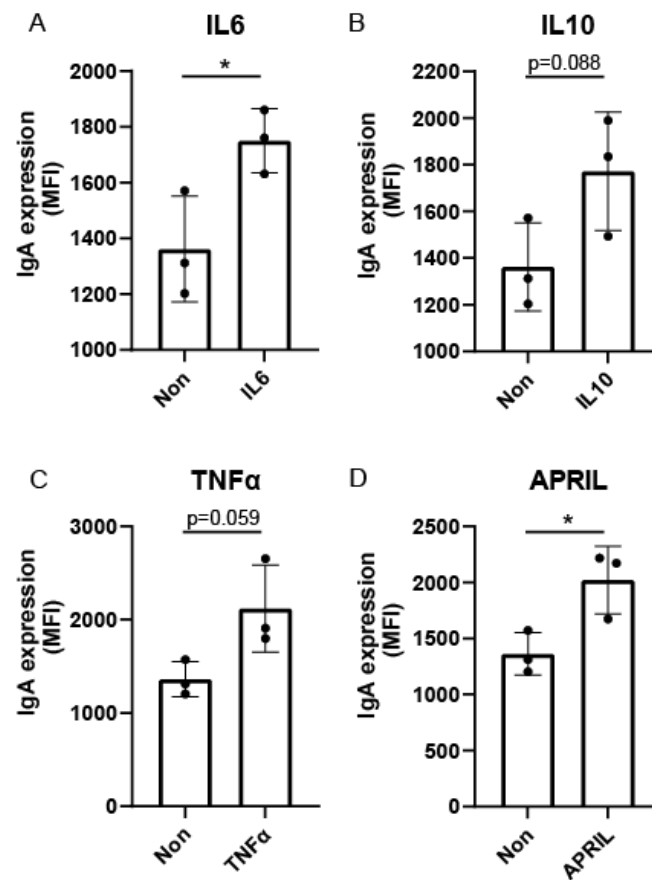 A
IL6
IgA expression
(MFI)
2000
1800
1600
1400
1200
1000
*
Non
IL6
B
IL10
IgA expression
(MFI)
2200
2000
1800
1600
1400
1200
1000
p=0.088
Non
IL10
C
TNFα
IgA expression
(MFI)
3000
2000
1000
0
p=0.059
Non
TNFα
D
APRIL
IgA expression
(MFI)
2500
2000
1500
1000
500
0
*
Non
APRIL